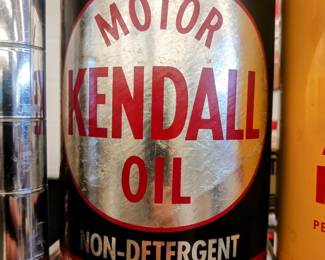 MOTOR
KENDALL
OIL
NON-DETERGENT